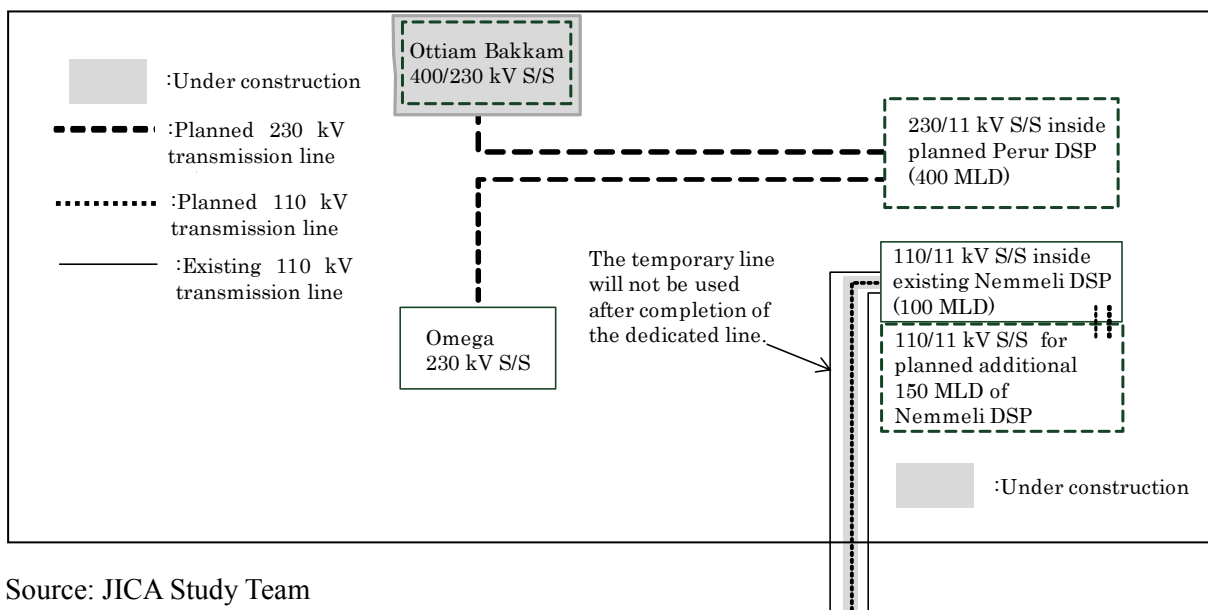 :Under construction
:Planned 230 kV
transmission line
:Planned 110 kV
transmission line
:Existing 110 kV
transmission line
Ottiam Bakkam
400/230 kV S/S
Omega
230 kV S/S
230/11 kV S/S inside
planned Perur DSP
(400 MLD)
The temporary line
will not be used
after completion of
the dedicated line.
110/11 kV S/S inside
existing Nemmeli DSP
(100 MLD)
110/11 kV S/S for
planned additional
150 MLD of
Nemmeli DSP
:Under construction
Source: JICA Study Team